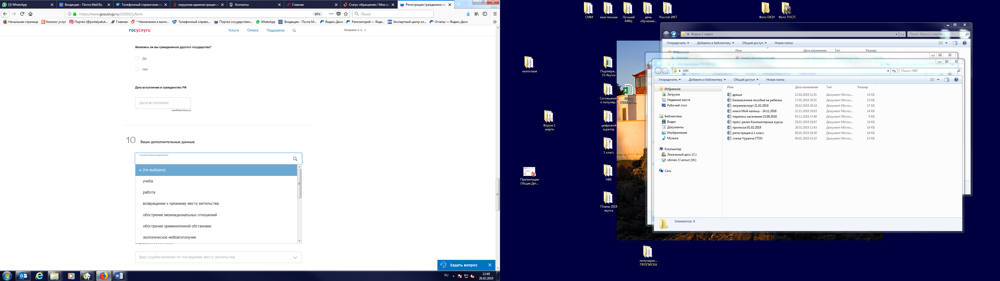 (3) WhatsApp
Входящие - Почта Mail.Ru
Телефонный справочник ор
окружная администрация як
Контакты
Главная
Статус обращения / Мои до
Регистрация гражданина по
https://www.gosuslugi.ru/10050/1/form
80%
Поиск
Начальная страница
Каталог услуг
Портал (@portalyakut...
Главная
* Назначение и выпл...
Телефонный справо...
Портал государствен...
WhatsApp
Входящие - Почта M...
Яндекс.Диск
Репозиторий — Янде...
Экспертный центр эл...
Отчеты — Яндекс.Диск
госуслуги
Услуги
Оплата
Поддержка
Лазарева А.А.
Являлись ли вы гражданином другого государства?
Да
Нет
Дата вступления в гражданство РФ
Дата вступления
необязательно
10
Ваши дополнительные данные
Основная причина переселения
[Не выбрано]
учеба
работа
возвращение к прежнему месту жительства
обострение межнациональных отношений
обострение криминогенной обстановки
экологическое неблагополучие
Вид соцобеспечения по последнему месту жительства
Задать вопрос
RU
12:49
26.02.2019
СММ
мои письма
Лучший
МФЦ
день
обучения...
Росстат ИКТ
Фото ОКЭУ
Фото ТОСП
налоговая
Подтверж...
УЗ Якутск
Соглашения
о популяр...
СВОД
СТАТИСТ...
Форум 1
марта
цифровой
куратор
1 класс
Презентация
Общая Дет...
НВК
Планы 2019
якутск
популяриз...
ПРОПИСКА
Форум 1 марта
Поиск: Форум 1 марта
Упорядочить
Добавить в библиотеку
Общий доступ
Новая папка
Избранное
Имя
Дата изменения
Тип
Размер
НВК
Поиск: НВК
Упорядочить
Добавить в библиотеку
Общий доступ
Новая папка
Избранное
Загрузки
Недавние места
Рабочий стол
Библиотеки
Видео
Документы
Изображения
Музыка
Компьютер
Локальный диск (C:)
obmen (\\amur) (W:)
Сеть
Имя
Дата изменения
Тип
Размер
драша
12.02.2019 11:51
Документ Micros...
14 КБ
Ежемесячное пособие на ребенка
17.01.2019 20:31
Документ Micros...
15 КБ
загранпаспорт 21.02.2019
20.02.2019 20:19
Документ Micros...
17 КБ
книга Мой малыш - 24.11.2018
22.11.2018 19:03
Документ Micros...
14 КБ
перепись населения 15.09.2018
05.12.2018 17:40
Документ Micros...
0 КБ
пресс релиз Компьютерные курсы
19.02.2019 19:07
Документ Micros...
14 КБ
прописка 01.02.2019
26.02.2019 12:43
Документ Micros...
16 КБ
регистрация в 1 класс
09.01.2019 18:30
Документ Micros...
19 КБ
статья Чурапча ГПЗУ
09.01.2019 13:32
Документ Micros...
15 КБ
Элементов: 9